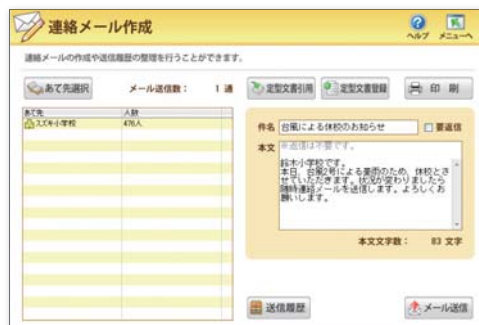 連絡メール作成
ヘルプ
メニューへ
連絡メールの作成や送信履歴の整理を行うことができます。
あて先選択
メール送信数： 1 通
定型文書引用
定型文書登録
印 刷
あて先
人数
スズキ小学校
476人
件名
台風による休校のお知らせ
要返信
本文
※返信は不要です。
鈴木小学校です。
本日、台風2号による豪雨のため、休校とさ
せていただきます。状況が変わりましたら
随時連絡メールを送信します。よろしくお
願いします。
本文文字数： 83 文字
送信履歴
メール送信